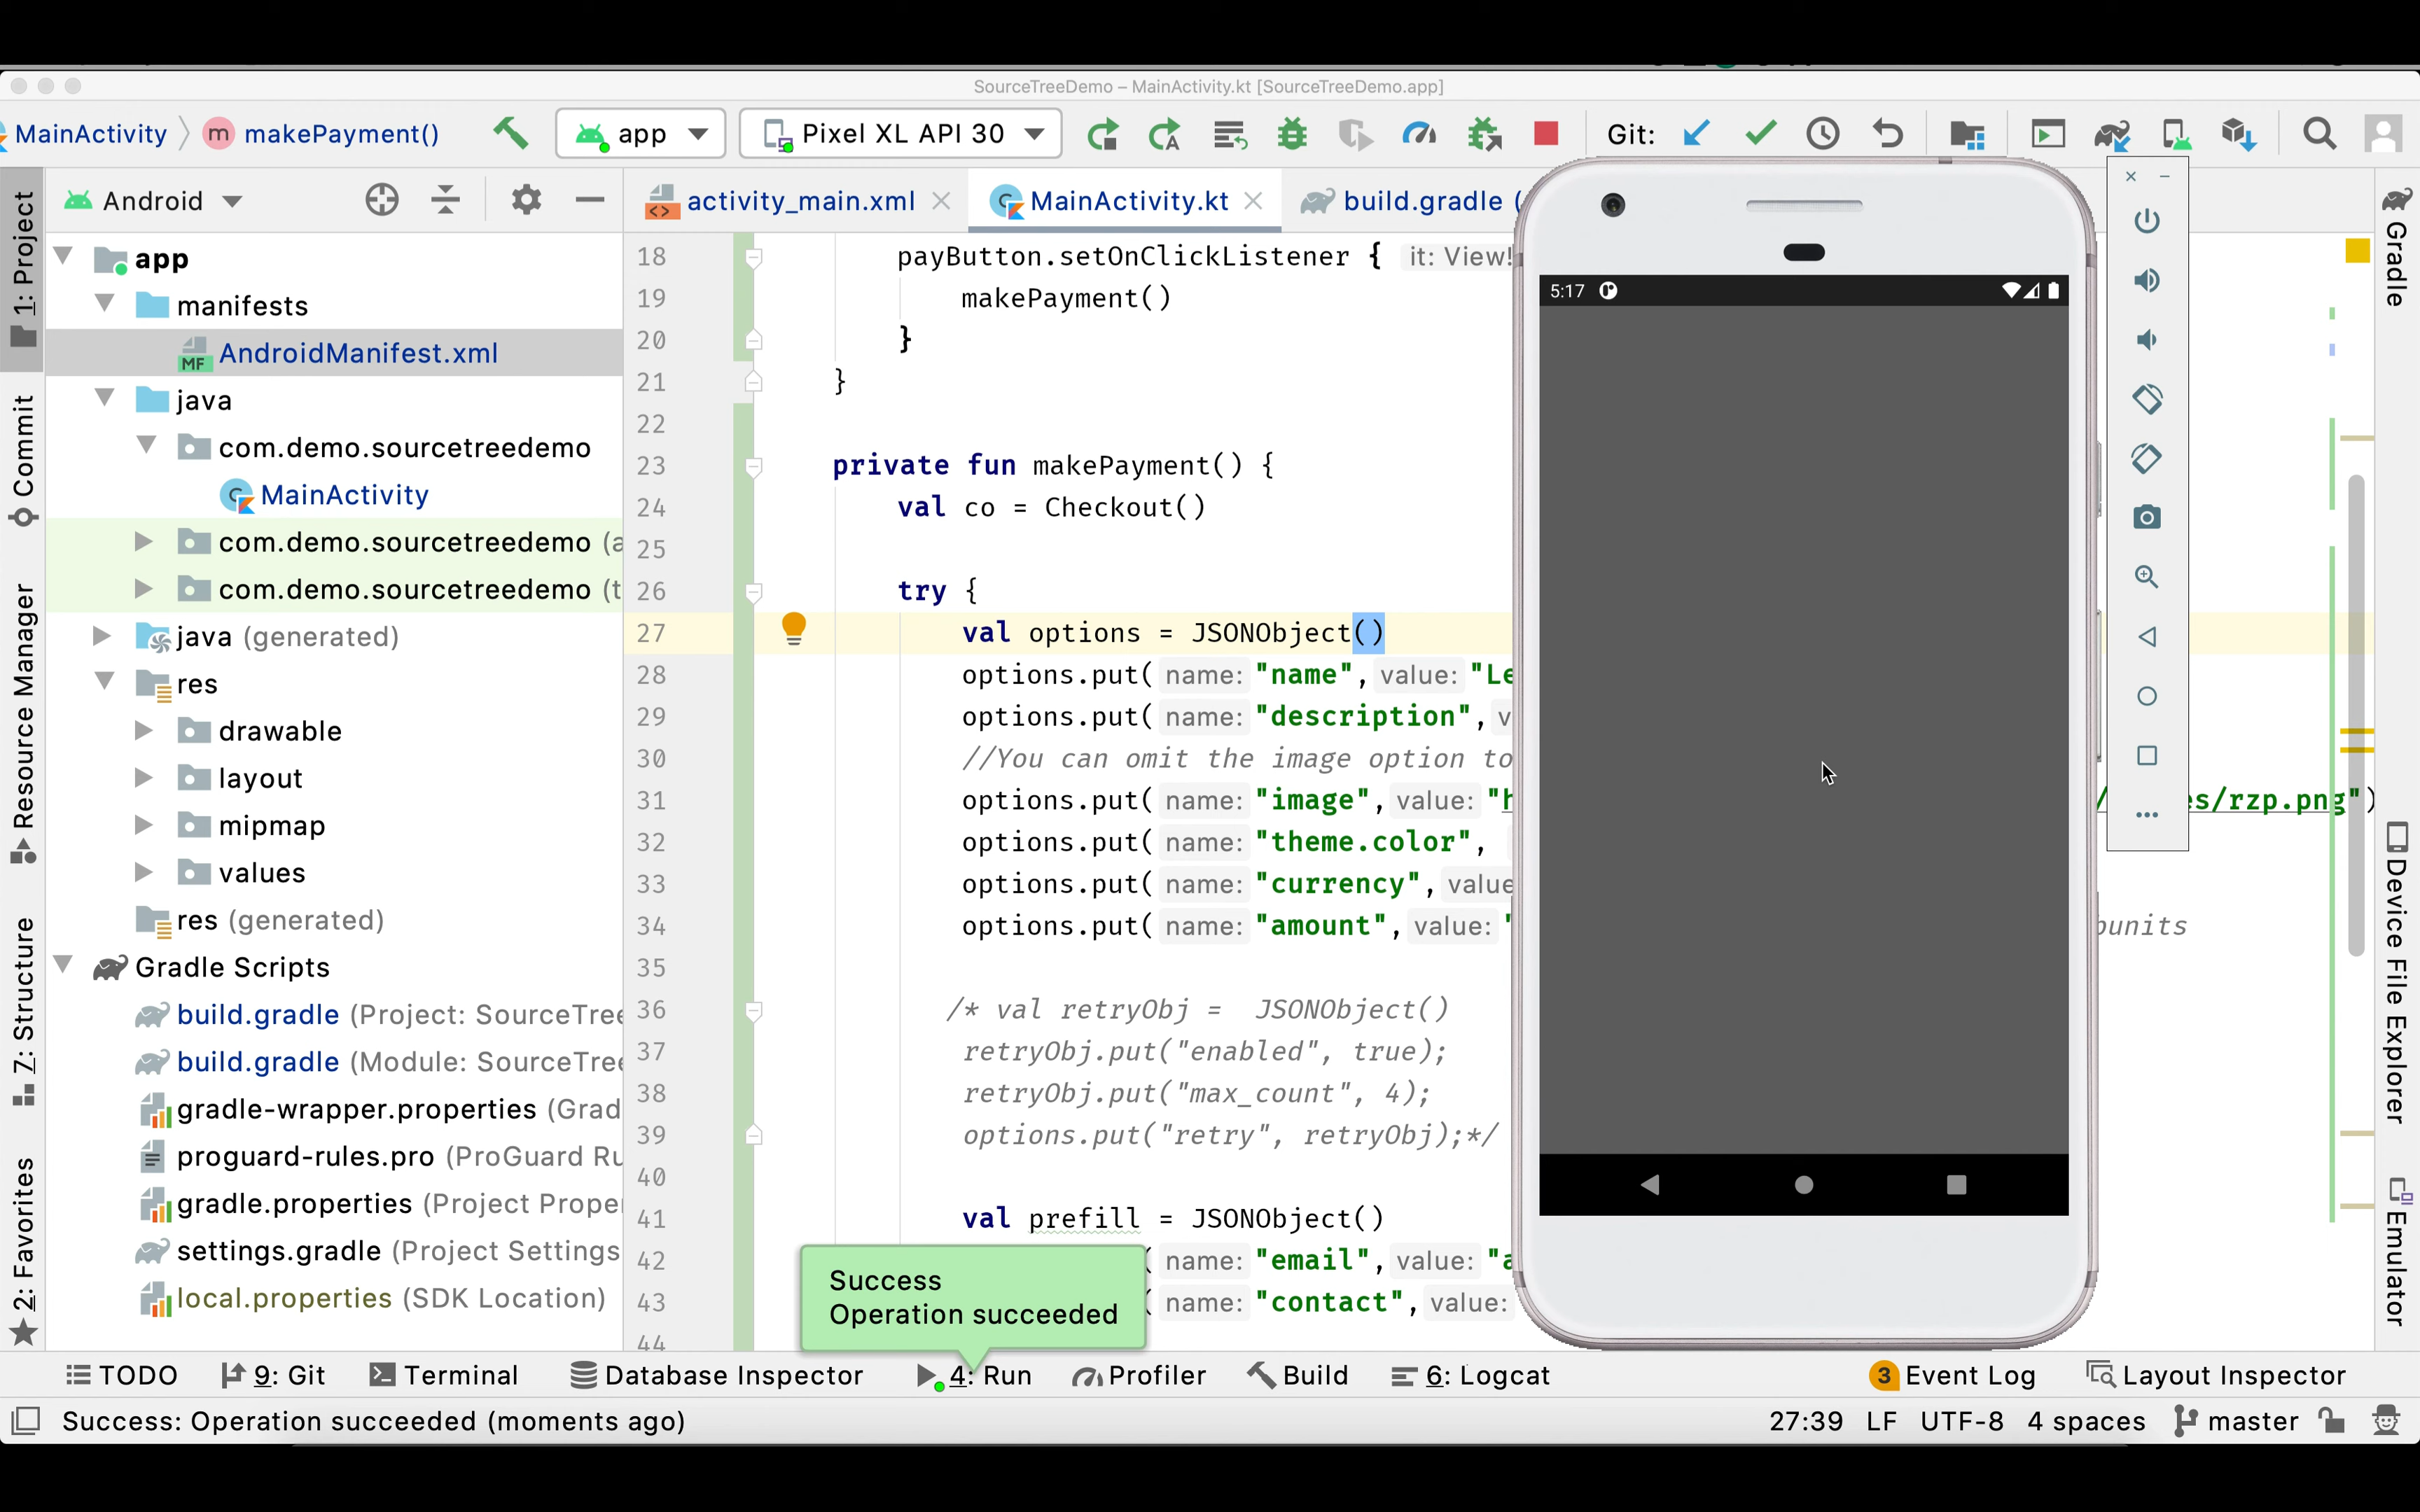 SourceTreeDemo – MainActivity.kt [SourceTreeDemo.app]
MainActivity
m makePayment()
app
Pixel XL API 30
Git:
Android
activity_main.xml
MainActivity.kt
build.gradle (
1: Project
Commit
Resource Manager
7: Structure
2: Favorites
app
manifests
MF AndroidManifest.xml
java
com.demo.sourcetreedemo
MainActivity
com.demo.sourcetreedemo (a
com.demo.sourcetreedemo (t
java (generated)
res
drawable
layout
mipmap
values
res (generated)
Gradle Scripts
build.gradle (Project: SourceTree
build.gradle (Module: SourceTree
gradle-wrapper.properties (Grad
proguard-rules.pro (ProGuard Ru
gradle.properties (Project Prope
settings.gradle (Project Settings
local.properties (SDK Location)
18 payButton.setOnClickListener { it: View!
19 makePayment()
20 }
21 }
22
23 private fun makePayment() {
24 val co = Checkout()
25
26 try {
27 val options = JSONObject()
28 options.put( name: "name", value: "Le
29 options.put( name: "description", v
30 //You can omit the image option to
31 options.put( name: "image", value: "h es/rzp.png")
32 options.put( name: "theme.color",
33 options.put( name: "currency", value
34 options.put( name: "amount", value: " bunits
35
36 /* val retryObj = JSONObject()
37 retryObj.put("enabled", true);
38 retryObj.put("max_count", 4);
39 options.put("retry", retryObj);*/
40
41 val prefill = JSONObject()
42 ( name: "email", value: "a
43 ( name: "contact", value:
44
Success
Operation succeeded
5:17
Gradle
Device File Explorer
Emulator
TODO
9: Git
Terminal
Database Inspector
4: Run
Profiler
Build
6: Logcat
3 Event Log
Layout Inspector
Success: Operation succeeded (moments ago)
27:39 LF UTF-8 4 spaces master